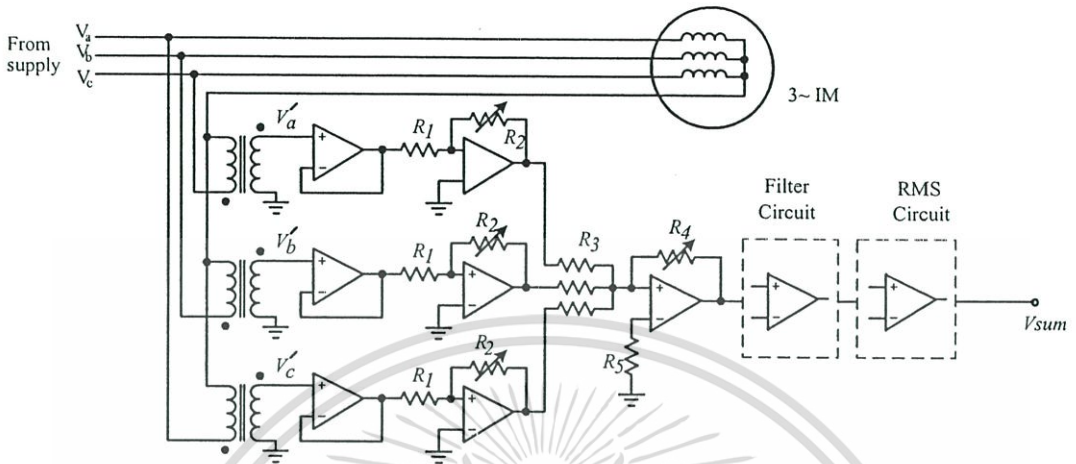 From
supply
Va
Vb
Vc
3~ IM
V′a
R1
R2
V′b
R1
R2
V′c
R1
R2
R3
R4
R5
Filter
Circuit
RMS
Circuit
Vsum